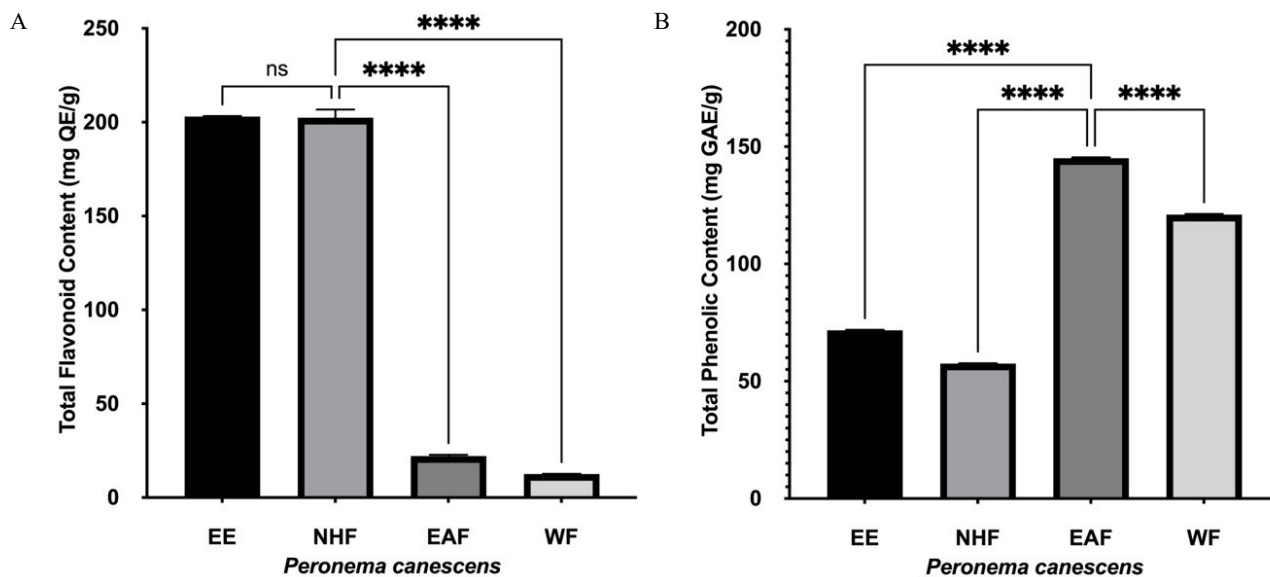 A
Total Flavonoid Content (mg QE/g)
250
200
150
100
50
0
ns
****
****
EE NHF EAF WF
Peronema canescens
B
Total Phenolic Content (mg GAE/g)
200
150
100
50
0
****
****
****
EE NHF EAF WF
Peronema canescens